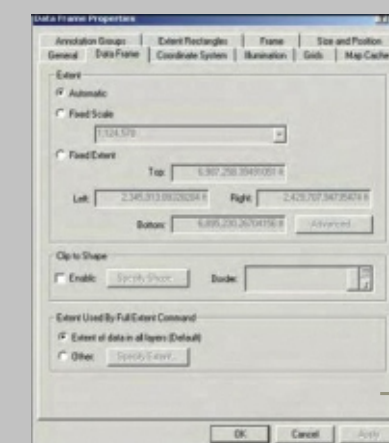 Data Frame Properties
Annotation Groups Extent Rectangles Frame Size and Position
General Data Frame Coordinate System Illumination Grids Map Cache
Extent
Automatic
Fixed Scale
Fixed Extent
Top:
Left: Right:
Bottom: Advanced...
Clip to Shape
Enable Specify Shape... Border:
Extent Used By Full Extent Command
Extent of data in all layers (Default)
Other: Specify Extent...
OK Cancel Apply